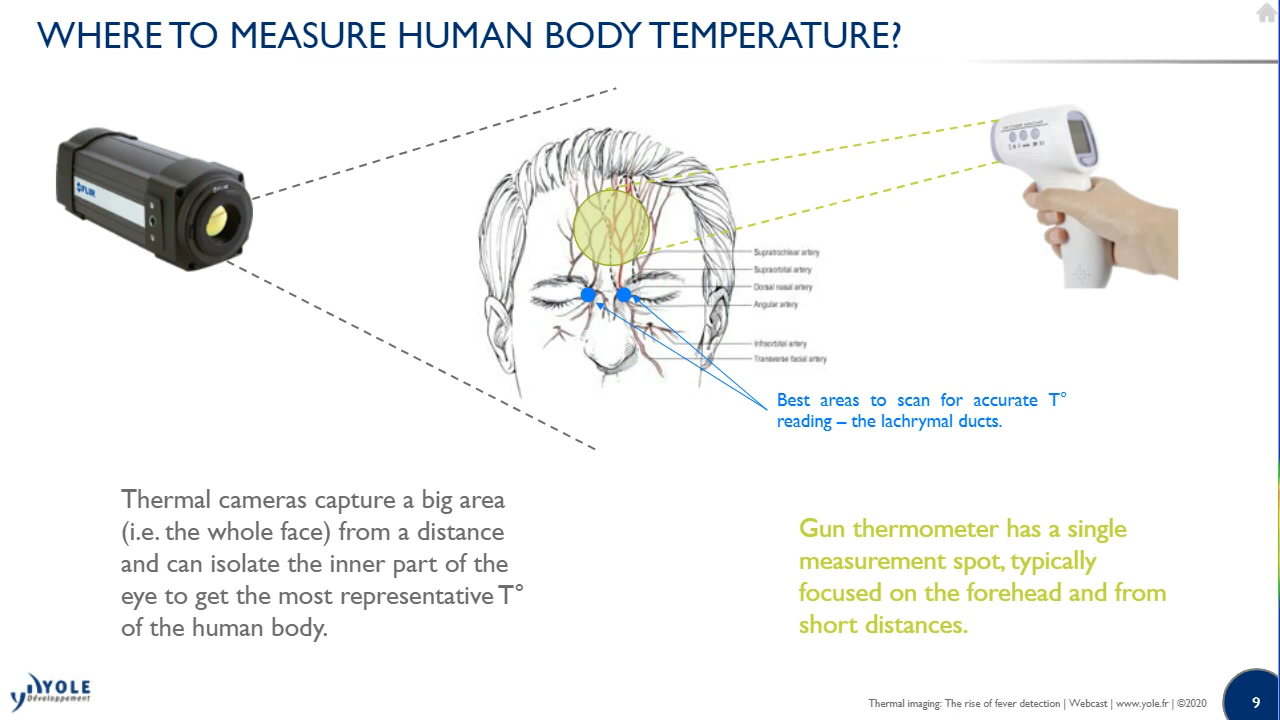 WHERE TO MEASURE HUMAN BODY TEMPERATURE?
FLIR
Supratrochlear artery
Supraorbital artery
Dorsal nasal artery
Angular artery
Infraorbital artery
Transverse facial artery
Best areas to scan for accurate T°
reading – the lachrymal ducts.
Thermal cameras capture a big area
(i.e. the whole face) from a distance
and can isolate the inner part of the
eye to get the most representative T°
of the human body.
Gun thermometer has a single
measurement spot, typically
focused on the forehead and from
short distances.
YOLE
Développement
Thermal imaging: The rise of fever detection | Webcast | www.yole.fr | ©2020
9